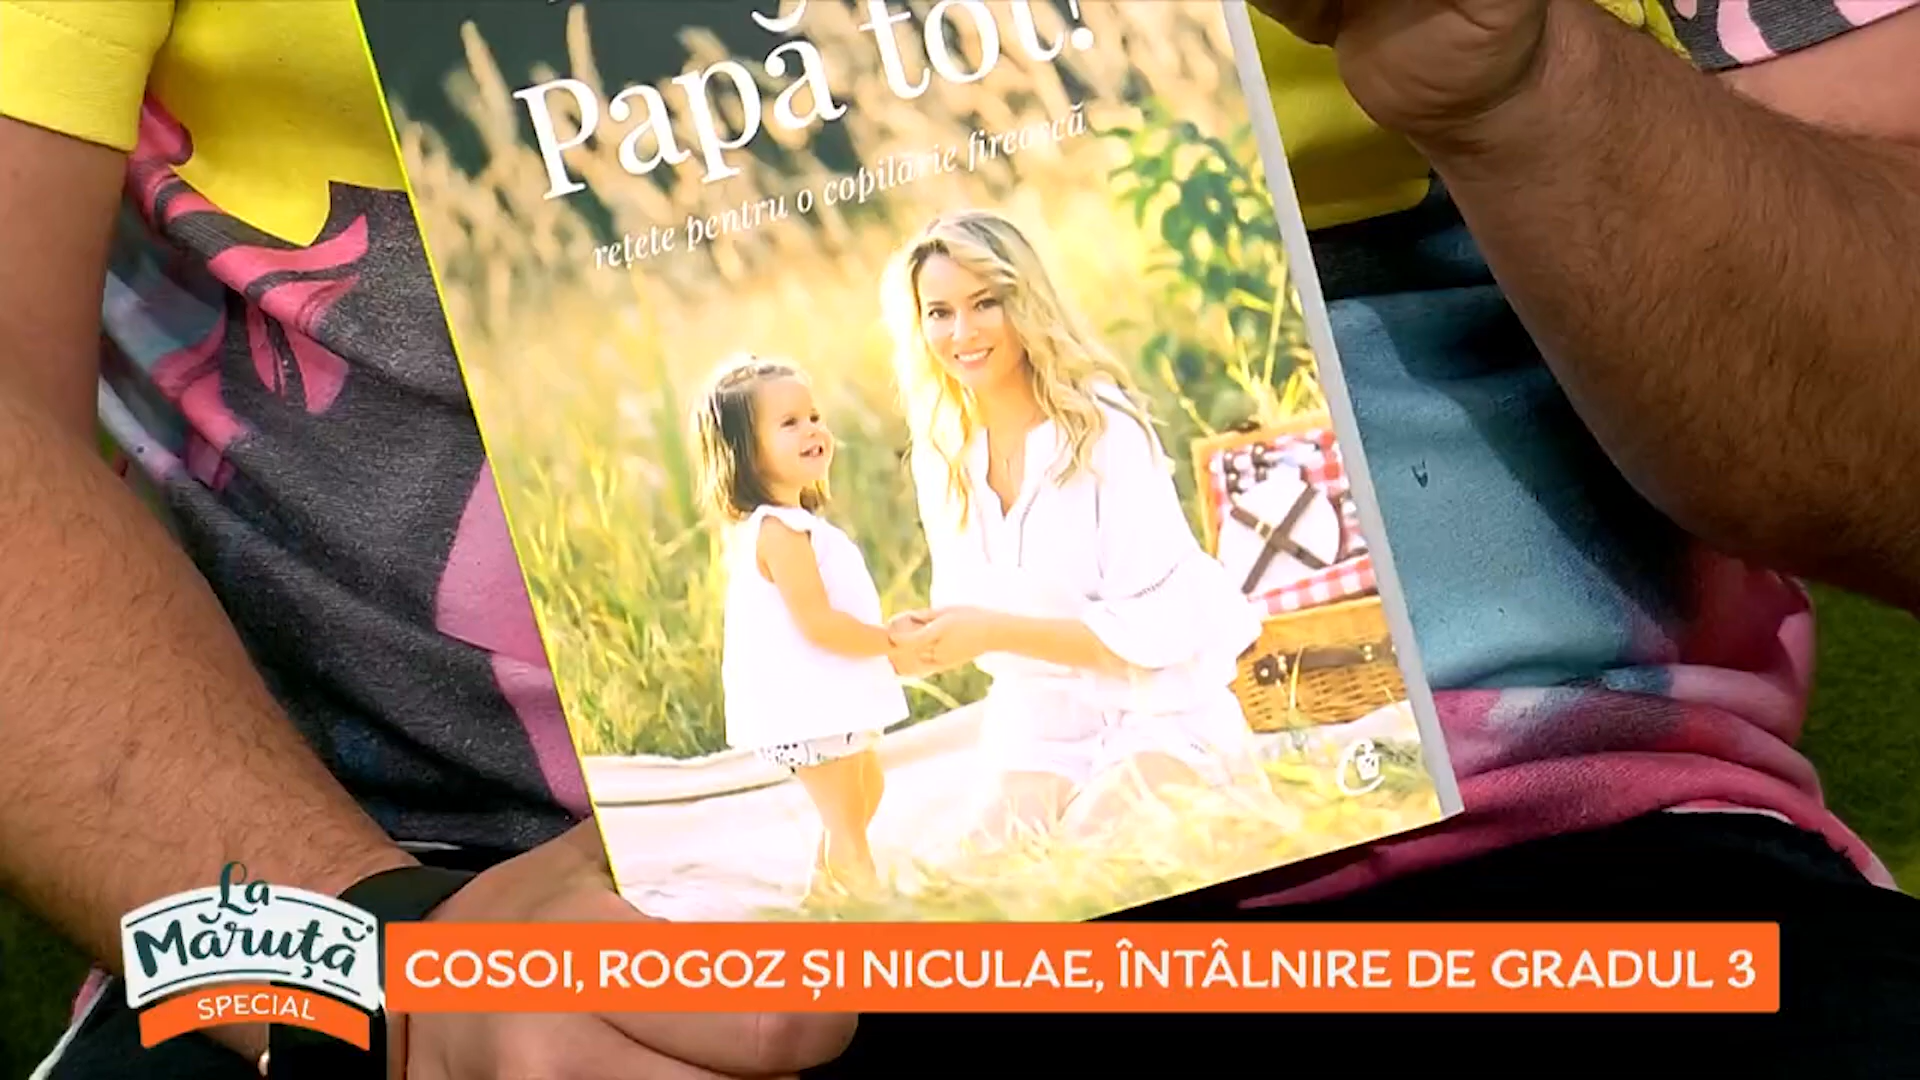 Papă tot!
rețete pentru o copilărie firească
La
Măruță
SPECIAL
COSOI, ROGOZ ȘI NICULAE, ÎNTÂLNIRE DE GRADUL 3